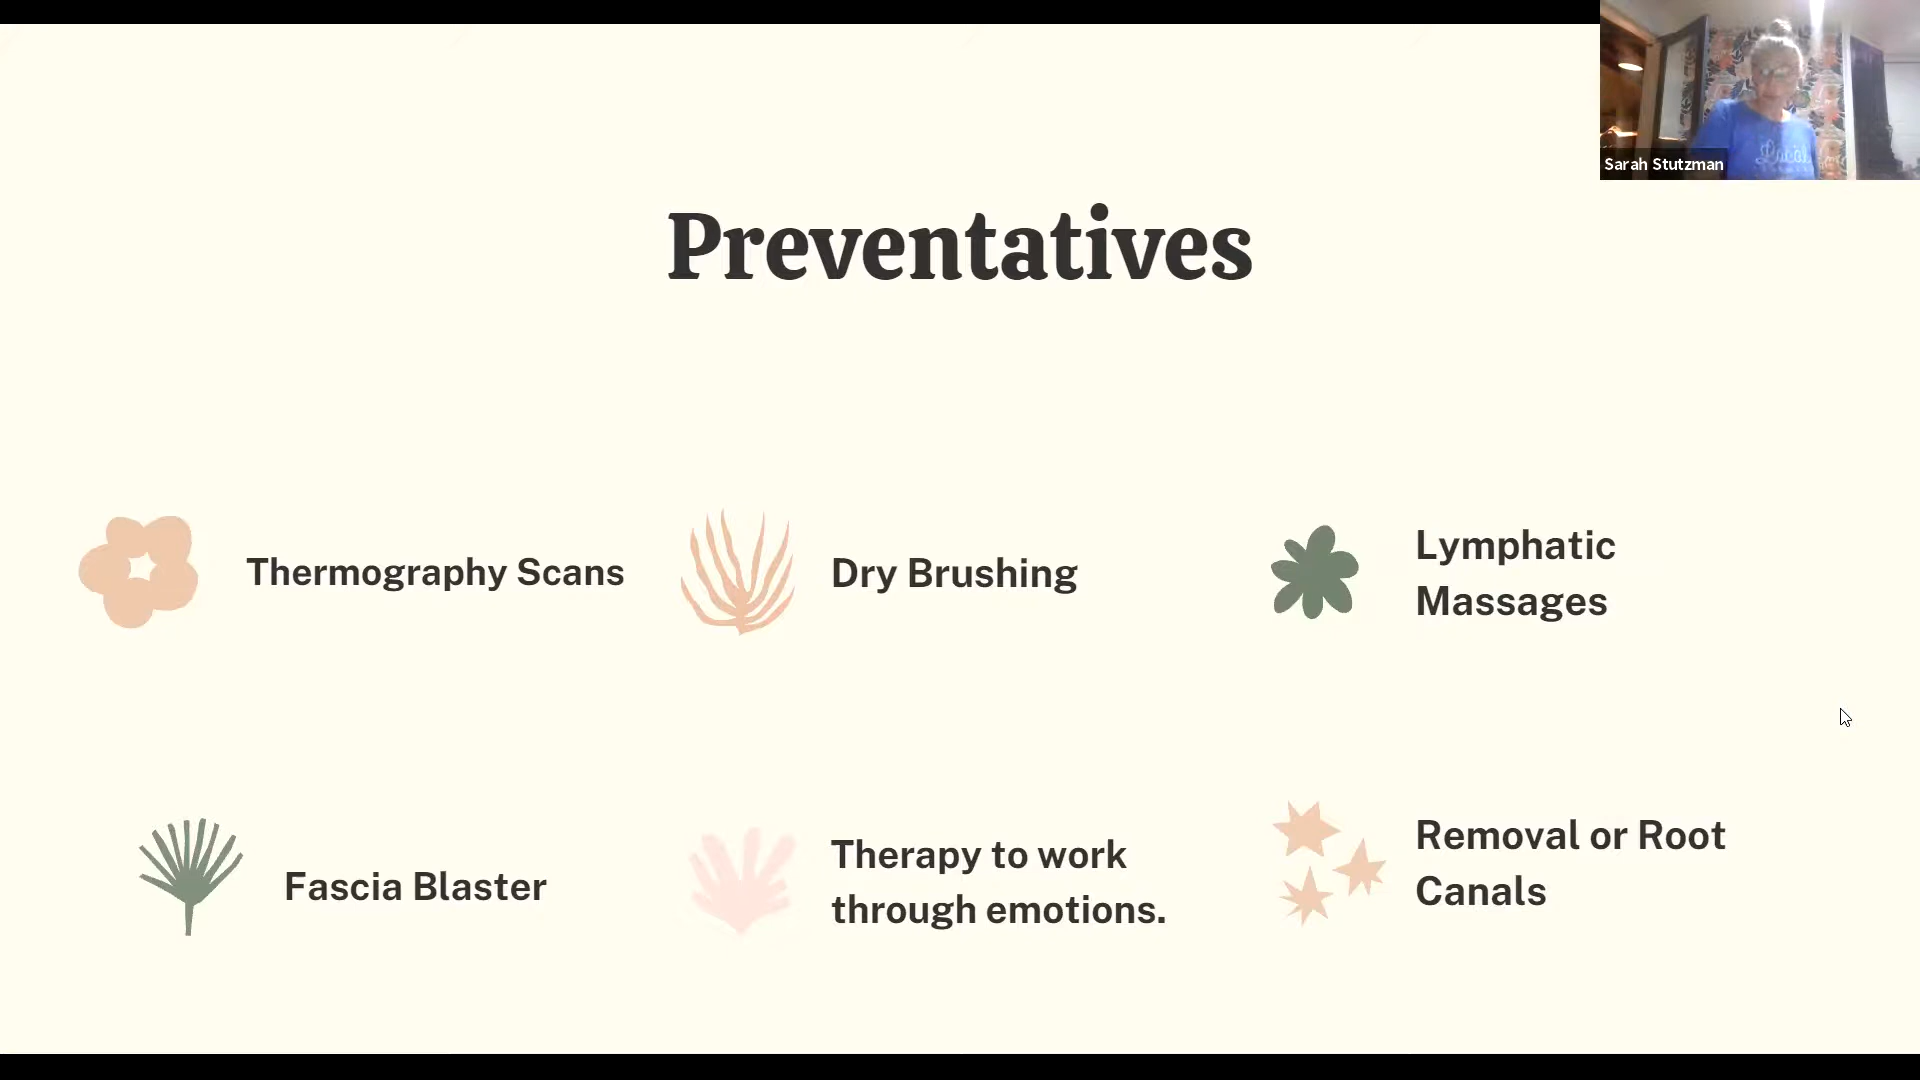 Sarah Stutzman
Preventatives
Thermography Scans
Dry Brushing
Lymphatic
Massages
Fascia Blaster
Therapy to work
through emotions.
Removal or Root
Canals
Local